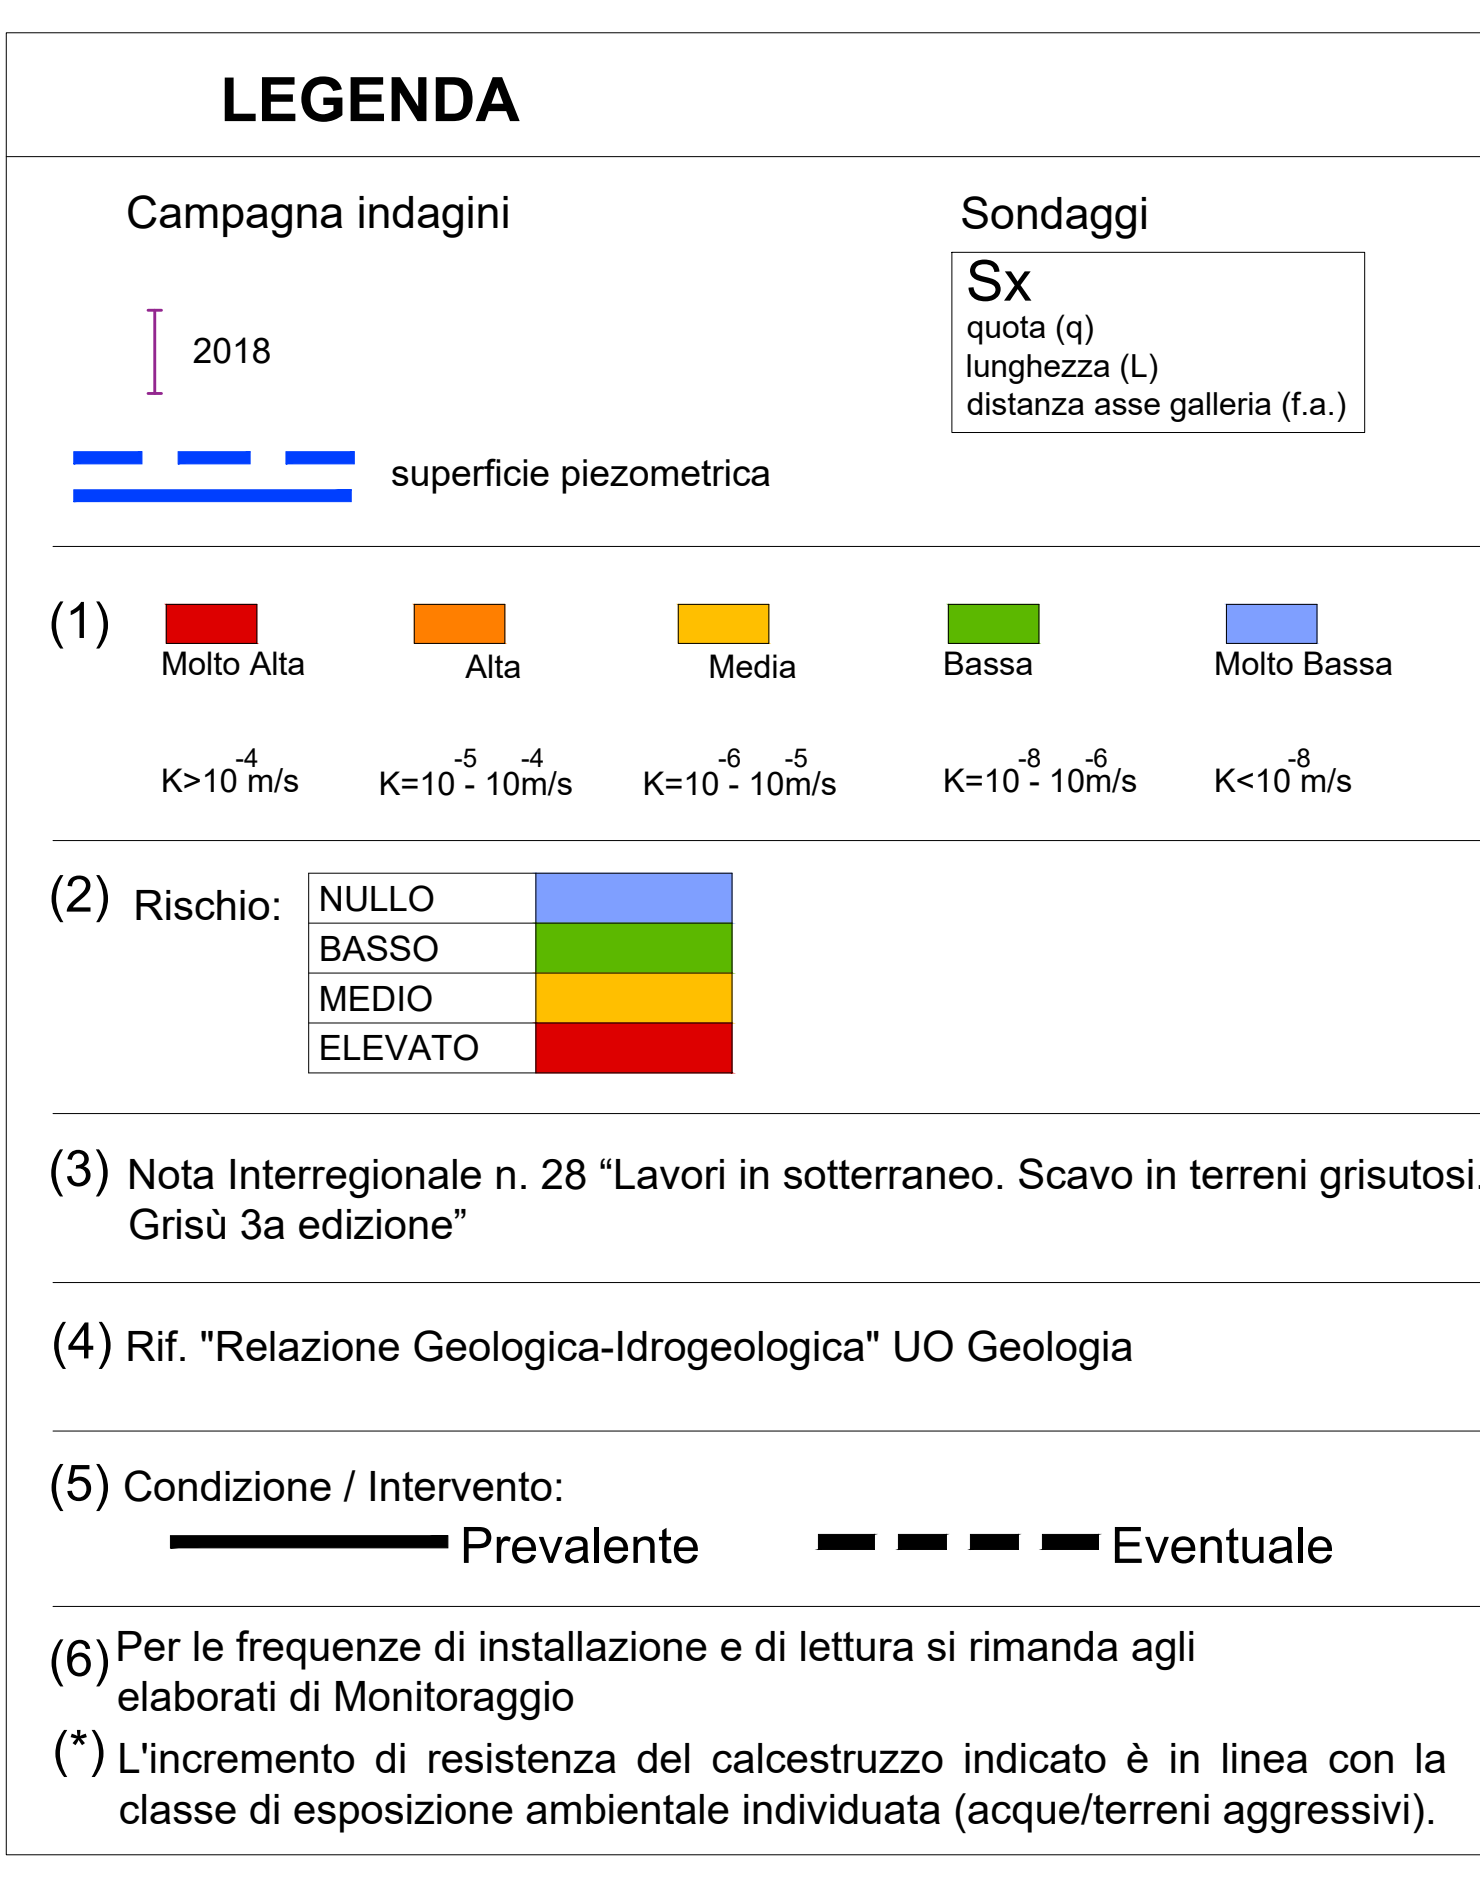 LEGENDA
Campagna indagini
Sondaggi
Sx
quota (q)
lunghezza (L)
distanza asse galleria (f.a.)
2018
superficie piezometrica
(1)
Molto Alta
Alta
Media
Bassa
Molto Bassa
K>10⁻⁴ m/s
K=10⁻⁵ - 10⁻⁴m/s
K=10⁻⁶ - 10⁻⁵m/s
K=10⁻⁸ - 10⁻⁶m/s
K<10⁻⁸ m/s
(2) Rischio:
NULLO
BASSO
MEDIO
ELEVATO
(3) Nota Interregionale n. 28 “Lavori in sotterraneo. Scavo in terreni grisutosi.
Grisù 3a edizione”
(4) Rif. "Relazione Geologica-Idrogeologica" UO Geologia
(5) Condizione / Intervento:
Prevalente
Eventuale
(6) Per le frequenze di installazione e di lettura si rimanda agli
elaborati di Monitoraggio
(*) L'incremento di resistenza del calcestruzzo indicato è in linea con la
classe di esposizione ambientale individuata (acque/terreni aggressivi).